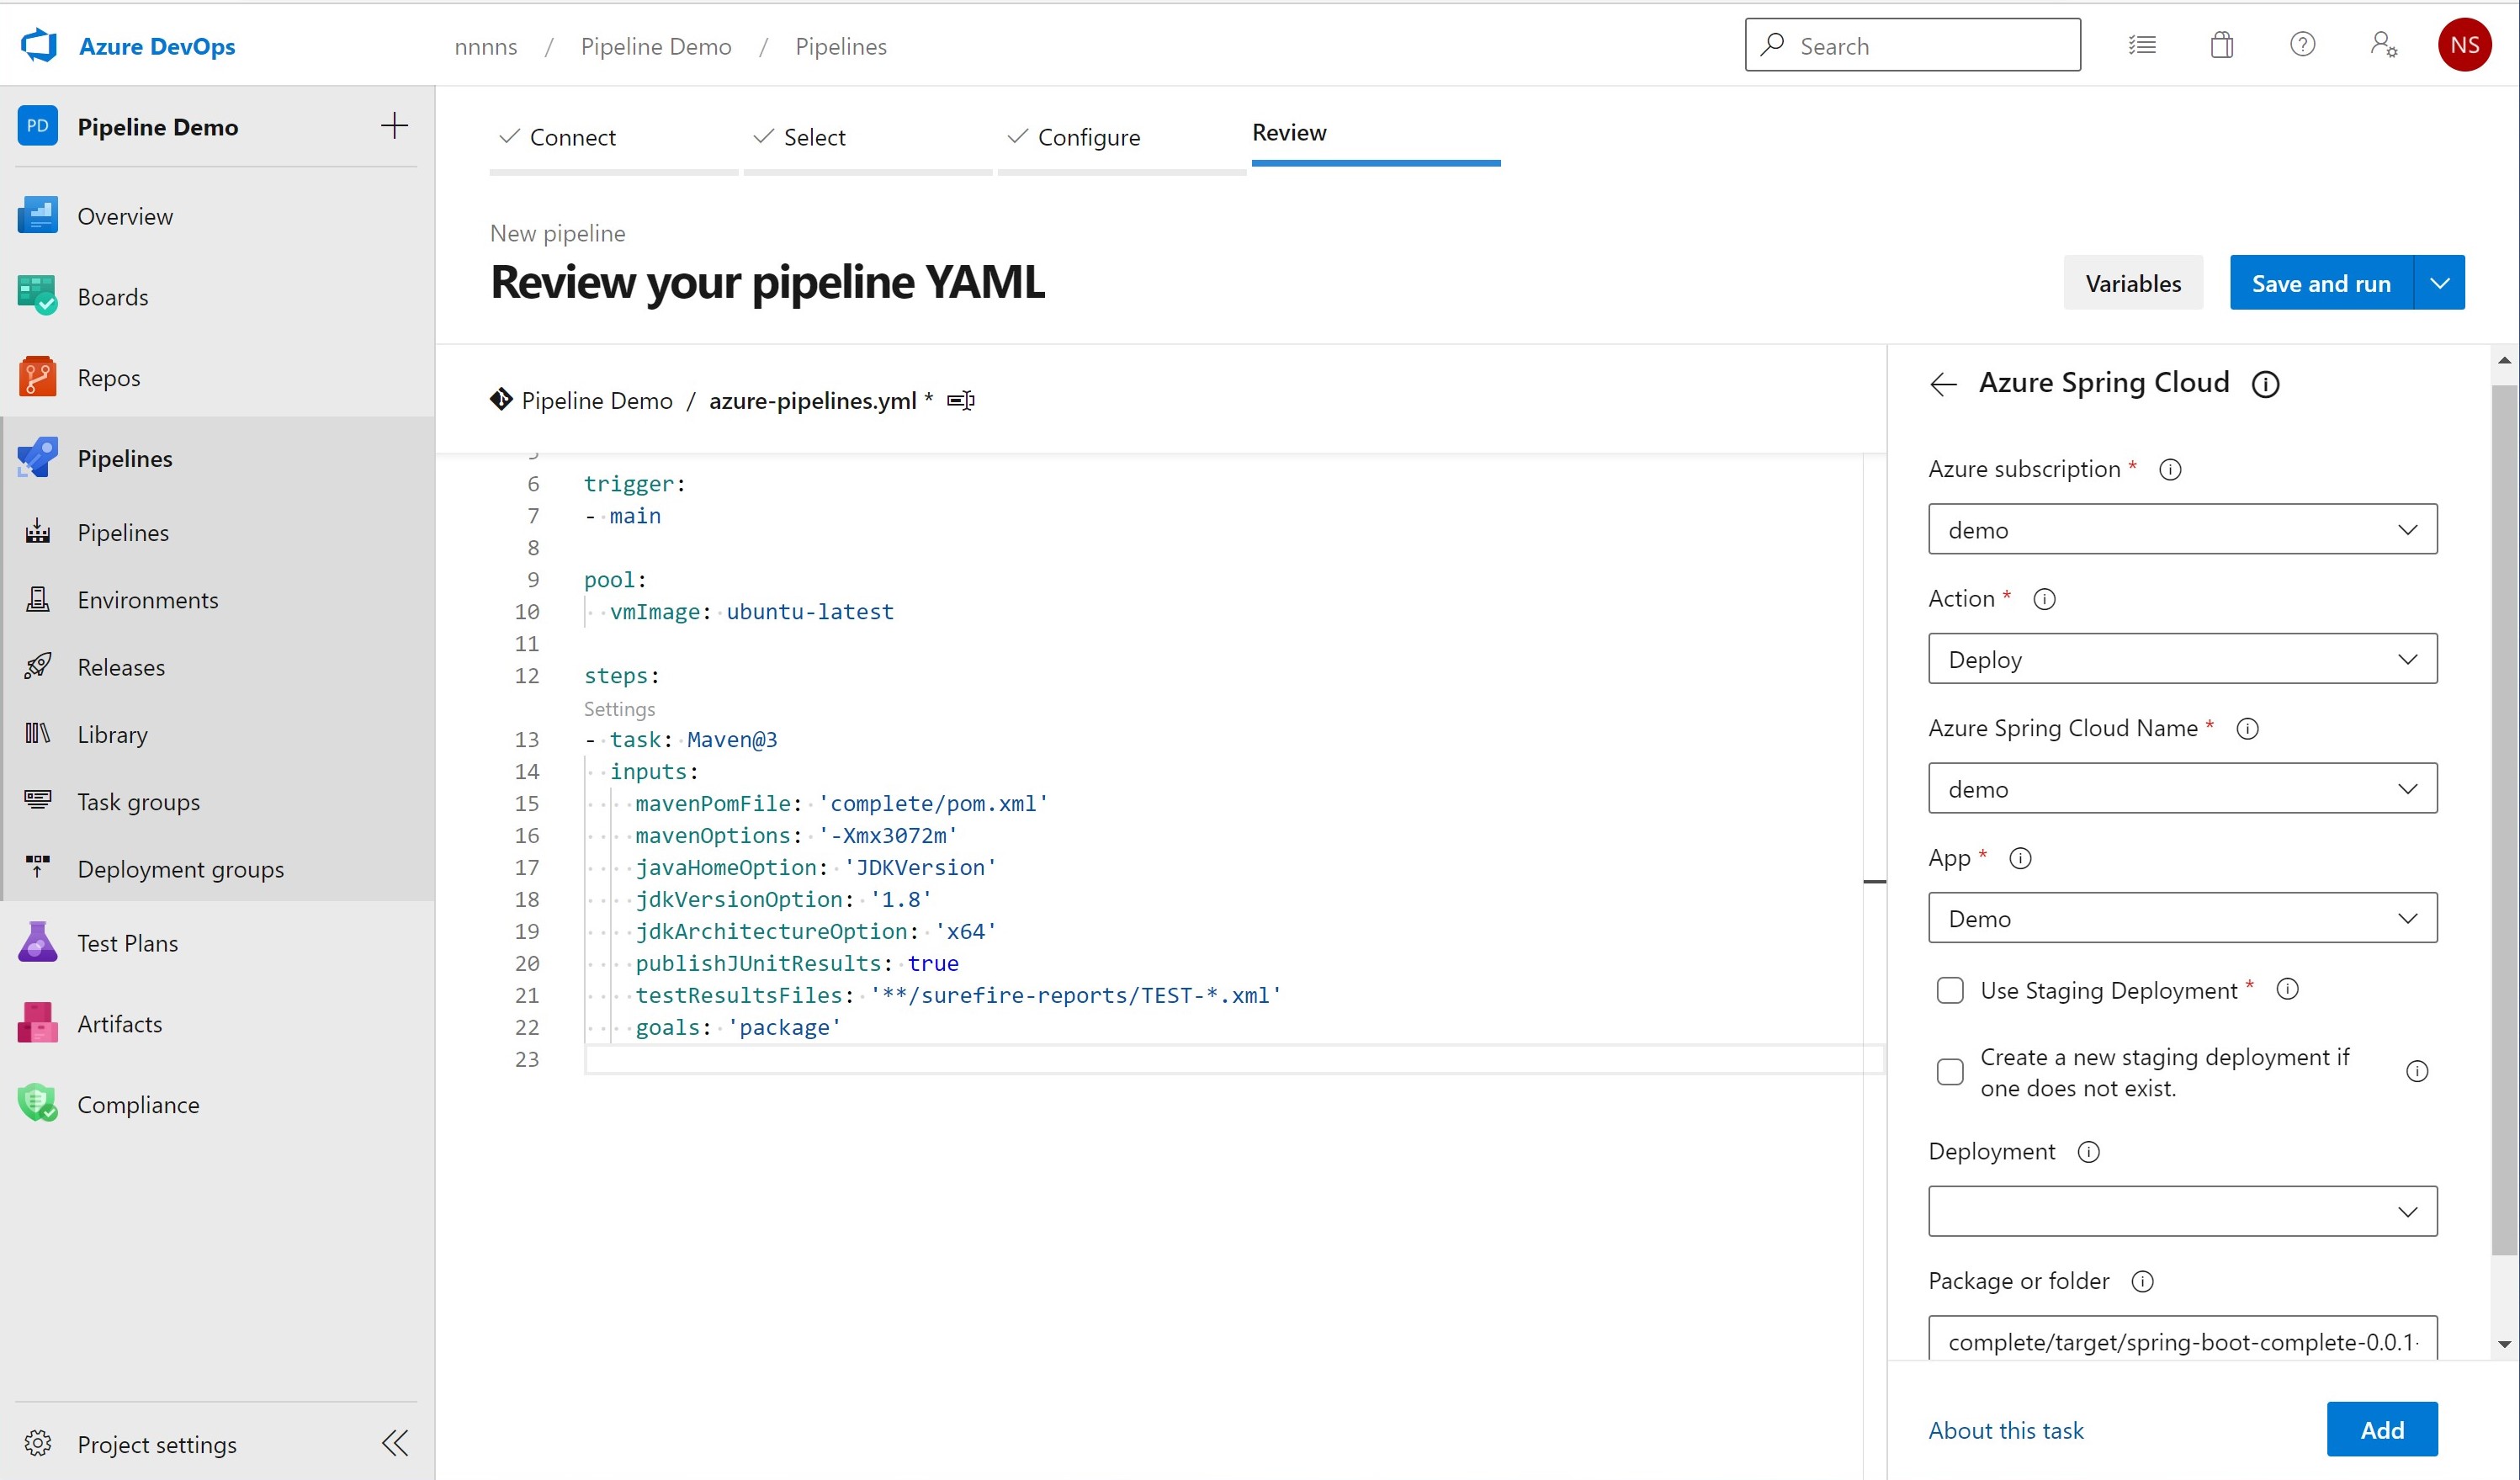 Azure DevOps
nnnns / Pipeline Demo / Pipelines
Search
NS
PD Pipeline Demo
Overview
Boards
Repos
Pipelines
Pipelines
Environments
Releases
Library
Task groups
Deployment groups
Test Plans
Artifacts
Compliance
Project settings
Connect
Select
Configure
Review
New pipeline
Review your pipeline YAML
Variables
Save and run
Pipeline Demo / azure-pipelines.yml *
6 trigger:
7 - main
8
9 pool:
10 vmImage: ubuntu-latest
11
12 steps:
Settings
13 - task: Maven@3
14 inputs:
15 mavenPomFile: 'complete/pom.xml'
16 mavenOptions: '-Xmx3072m'
17 javaHomeOption: 'JDKVersion'
18 jdkVersionOption: '1.8'
19 jdkArchitectureOption: 'x64'
20 publishJUnitResults: true
21 testResultsFiles: '**/surefire-reports/TEST-*.xml'
22 goals: 'package'
23
Azure Spring Cloud
Azure subscription *
demo
Action *
Deploy
Azure Spring Cloud Name *
demo
App *
Demo
Use Staging Deployment *
Create a new staging deployment if
one does not exist.
Deployment
Package or folder
complete/target/spring-boot-complete-0.0.1-
About this task
Add